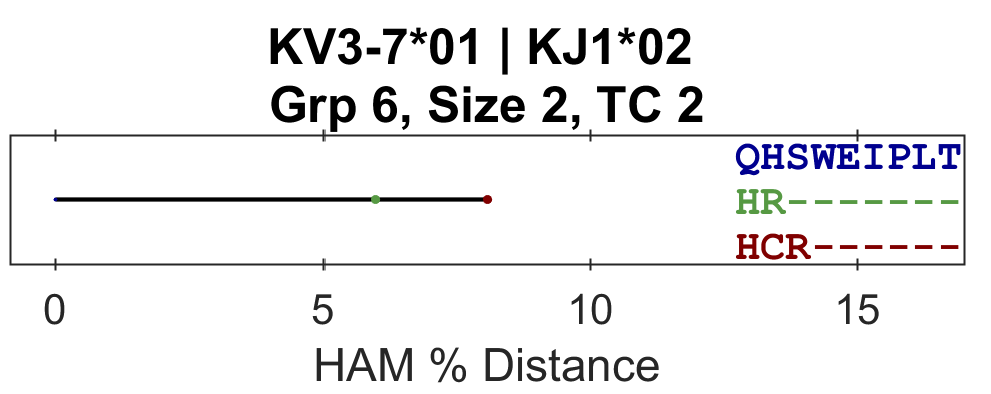 KV3-7*01 | KJ1*02
Grp 6, Size 2, TC 2
QHSWEIPLT
HR-------
HCR------
0 5 10 15
HAM % Distance